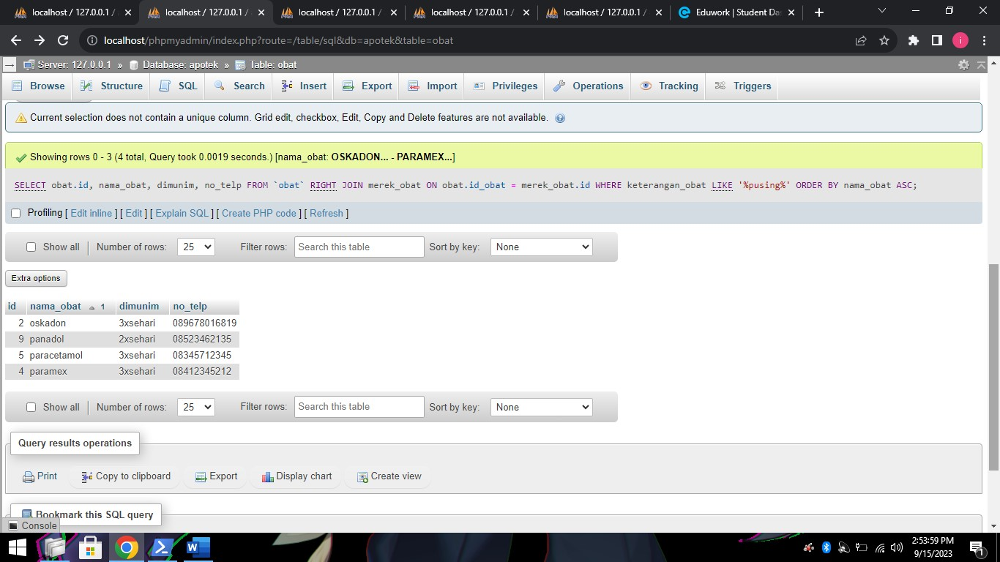 localhost / 127.0.0.1 / localhost / 127.0.0.1 / localhost / 127.0.0.1 / localhost / 127.0.0.1 / localhost / 127.0.0.1 / Eduwork | Student Da
localhost/phpmyadmin/index.php?route=/table/sql&db=apotek&table=obat i
Server: 127.0.0.1 » Database: apotek » Table: obat
Browse Structure SQL Search Insert Export Import Privileges Operations Tracking Triggers
Current selection does not contain a unique column. Grid edit, checkbox, Edit, Copy and Delete features are not available.
Showing rows 0 - 3 (4 total, Query took 0.0019 seconds.) [nama_obat: OSKADON... - PARAMEX...]
SELECT obat.id, nama_obat, dimunim, no_telp FROM `obat` RIGHT JOIN merek_obat ON obat.id_obat = merek_obat.id WHERE keterangan_obat LIKE '%pusing%' ORDER BY nama_obat ASC;
Profiling [ Edit inline ] [ Edit ] [ Explain SQL ] [ Create PHP code ] [ Refresh ]
Show all Number of rows: 25 Filter rows: Search this table Sort by key: None
Extra options
id nama_obat 1 dimunim no_telp
2 oskadon 3xsehari 089678016819
9 panadol 2xsehari 08523462135
5 paracetamol 3xsehari 08345712345
4 paramex 3xsehari 08412345212
Show all Number of rows: 25 Filter rows: Search this table Sort by key: None
Query results operations
Print Copy to clipboard Export Display chart Create view
Bookmark this SQL query
Console
2:53:59 PM
9/15/2023
1